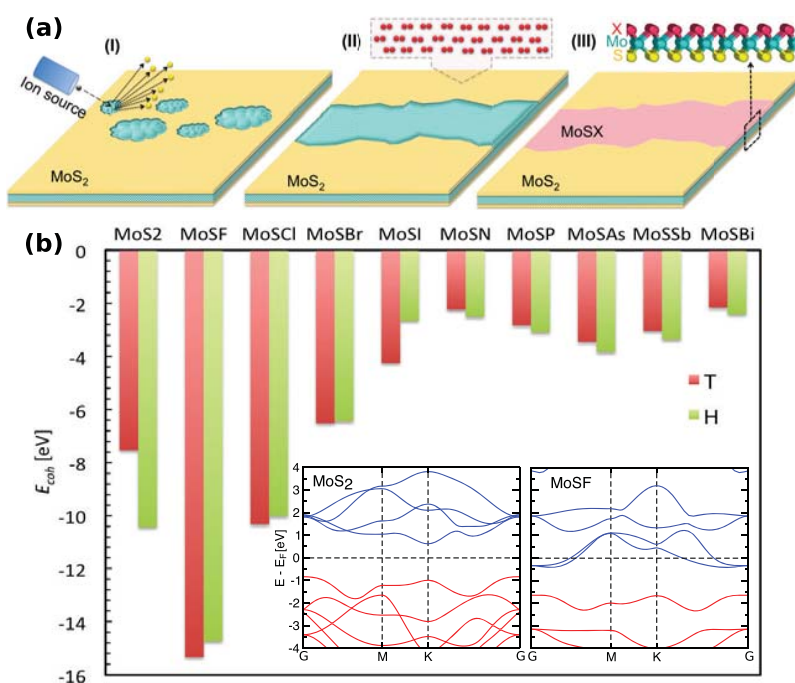 (a)
(I)
(II)
(III)
X
Mo
S
Ion source
MoS2
MoS2
MoSX
MoS2
(b)
MoS2 MoSF MoSCl MoSBr MoSI MoSN MoSP MoSAs MoSSb MoSBi
0
-2
-4
-6
-8
-10
-12
-14
-16
Ecoh [eV]
T
H
MoS2
E - EF [eV]
4
3
2
1
0
-1
-2
-3
-4
G M K G
MoSF
G M K G